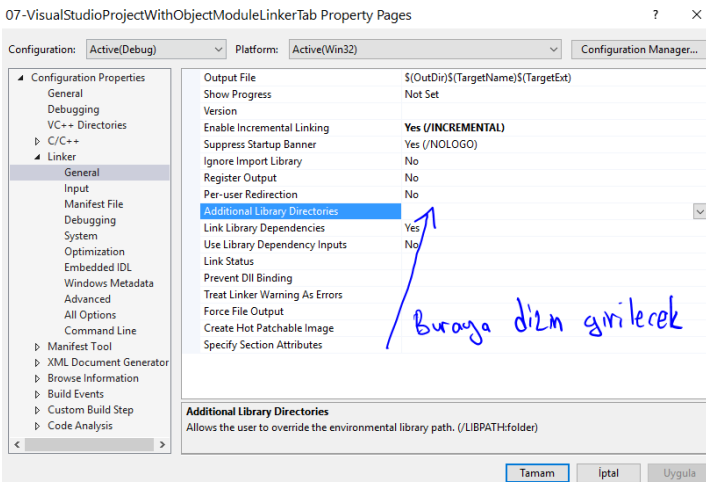 07-VisualStudioProjectWithObjectModuleLinkerTab Property Pages ? ×
Configuration: Active(Debug) Platform: Active(Win32) Configuration Manager...
Configuration Properties
General
Debugging
VC++ Directories
C/C++
Linker
General
Input
Manifest File
Debugging
System
Optimization
Embedded IDL
Windows Metadata
Advanced
All Options
Command Line
Manifest Tool
XML Document Generator
Browse Information
Build Events
Custom Build Step
Code Analysis
Output File $(OutDir)$(TargetName)$(TargetExt)
Show Progress Not Set
Version
Enable Incremental Linking Yes (/INCREMENTAL)
Suppress Startup Banner Yes (/NOLOGO)
Ignore Import Library No
Register Output No
Per-user Redirection No
Additional Library Directories
Link Library Dependencies Yes
Use Library Dependency Inputs No
Link Status
Prevent Dll Binding
Treat Linker Warning As Errors
Force File Output
Create Hot Patchable Image
Specify Section Attributes
Buraya dizin girilecek
Additional Library Directories
Allows the user to override the environmental library path. (/LIBPATH:folder)
Tamam İptal Uygula